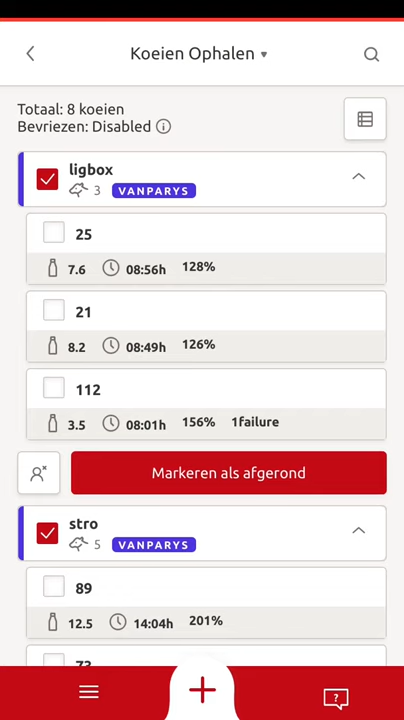 Koeien Ophalen
Totaal: 8 koeien
Bevriezen: Disabled
ligbox
3 VANPARYS
25
7.6 08:56h 128%
21
8.2 08:49h 126%
112
3.5 08:01h 156% 1failure
Markeren als afgerond
stro
5 VANPARYS
89
12.5 14:04h 201%
73